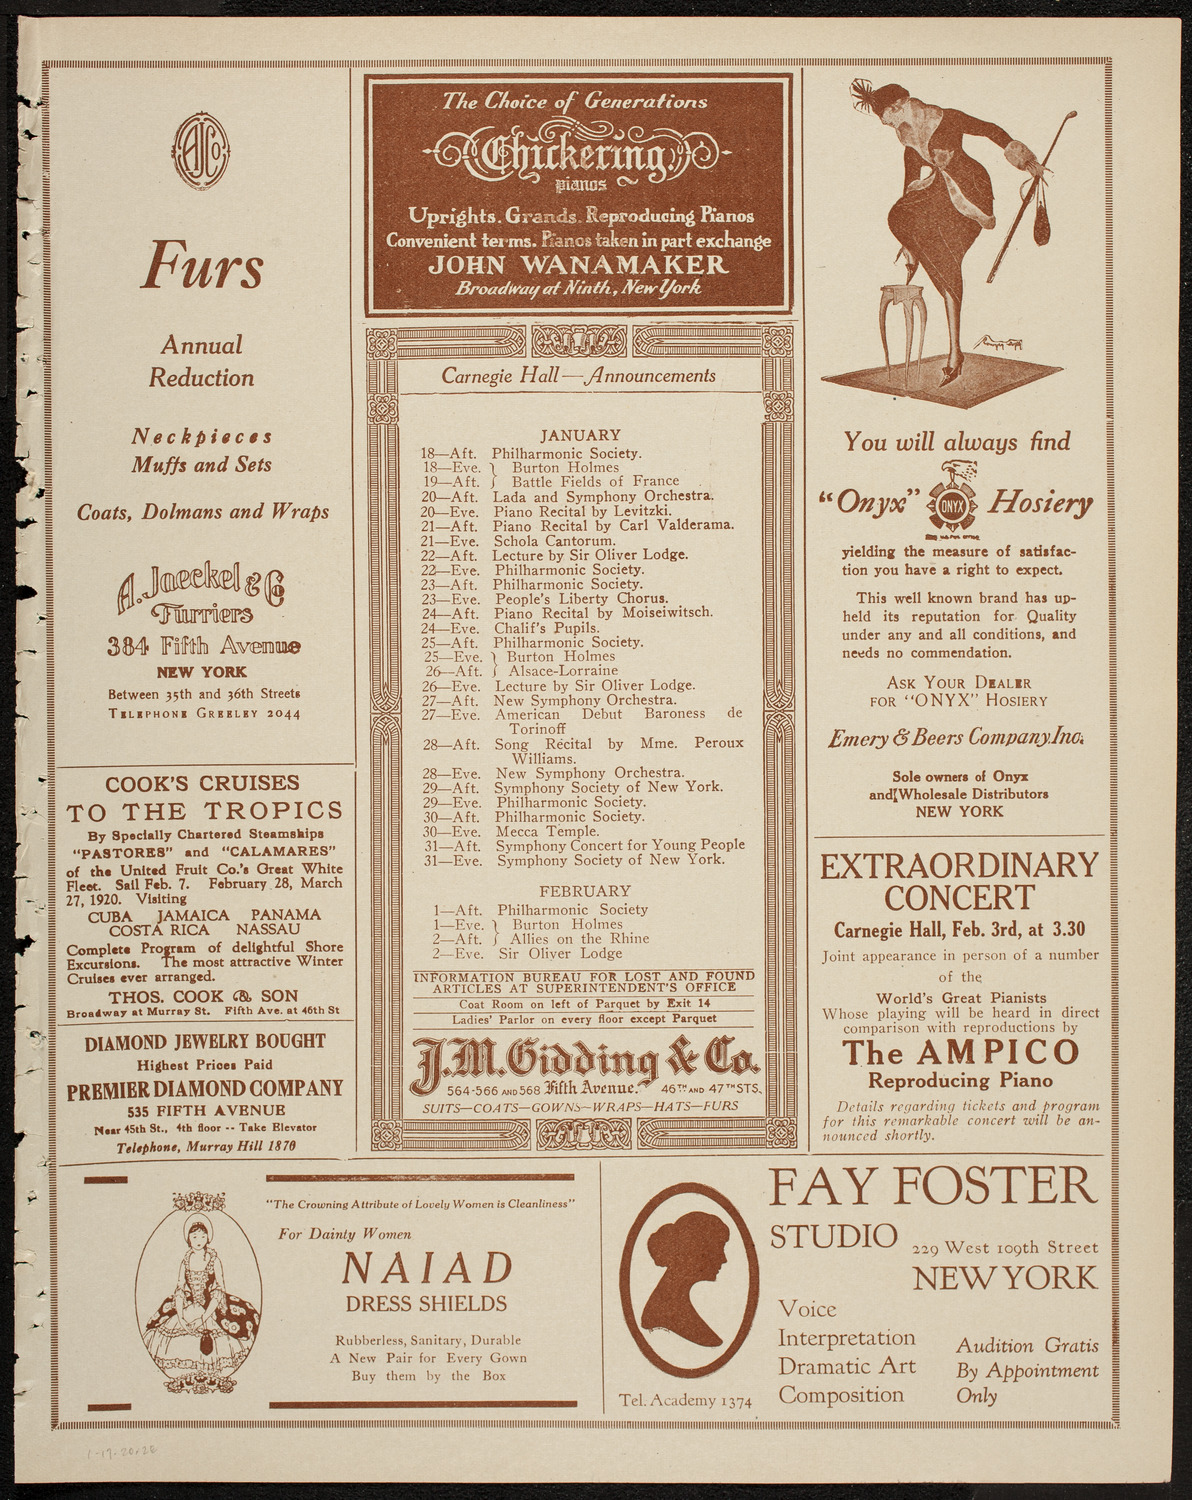 AJCo
Furs
Annual
Reduction
Neckpieces
Muffs and Sets
Coats, Dolmans and Wraps
A. Jaeckel & Co
Furriers
384 Fifth Avenue
NEW YORK
Between 35th and 36th Streets
TELEPHONE GREELEY 2044
COOK'S CRUISES
TO THE TROPICS
By Specially Chartered Steamships
"PASTORES" and "CALAMARES"
of the United Fruit Co.'s Great White
Fleet. Sail Feb. 7. February 28, March
27, 1920. Visiting
CUBA JAMAICA PANAMA
COSTA RICA NASSAU
Complete Program of delightful Shore
Excursions. The most attractive Winter
Cruises ever arranged.
THOS. COOK & SON
Broadway at Murray St. Fifth Ave. at 46th St
DIAMOND JEWELRY BOUGHT
Highest Prices Paid
PREMIER DIAMOND COMPANY
535 FIFTH AVENUE
Near 45th St., 4th floor -- Take Elevator
Telephone, Murray Hill 1870
The Choice of Generations
Chickering
pianos
Uprights. Grands. Reproducing Pianos
Convenient terms. Pianos taken in part exchange
JOHN WANAMAKER
Broadway at Ninth, New York
Carnegie Hall—Announcements
JANUARY
18—Aft. Philharmonic Society.
18—Eve. } Burton Holmes
19—Aft. } Battle Fields of France
20—Aft. Lada and Symphony Orchestra.
20—Eve. Piano Recital by Levitzki.
21—Aft. Piano Recital by Carl Valderama.
21—Eve. Schola Cantorum.
22—Aft. Lecture by Sir Oliver Lodge.
22—Eve. Philharmonic Society.
23—Aft. Philharmonic Society.
23—Eve. People's Liberty Chorus.
24—Aft. Piano Recital by Moiseiwitsch.
24—Eve. Chalif's Pupils.
25—Aft. Philharmonic Society.
25—Eve. } Burton Holmes
26—Aft. } Alsace-Lorraine
26—Eve. Lecture by Sir Oliver Lodge.
27—Aft. New Symphony Orchestra.
27—Eve. American Debut Baroness de
Torinoff
28—Aft. Song Recital by Mme. Peroux
Williams.
28—Eve. New Symphony Orchestra.
29—Aft. Symphony Society of New York.
29—Eve. Philharmonic Society.
30—Aft. Philharmonic Society.
30—Eve. Mecca Temple.
31—Aft. Symphony Concert for Young People
31—Eve. Symphony Society of New York.
FEBRUARY
1—Aft. Philharmonic Society
1—Eve. } Burton Holmes
2—Aft. } Allies on the Rhine
2—Eve. Sir Oliver Lodge
INFORMATION BUREAU FOR LOST AND FOUND
ARTICLES AT SUPERINTENDENT'S OFFICE
Coat Room on left of Parquet by Exit 14
Ladies' Parlor on every floor except Parquet
J.M. Gidding & Co.
564-566 AND 568 Fifth Avenue. 46TH AND 47TH STS.
SUITS—COATS—GOWNS—WRAPS—HATS—FURS
You will always find
"Onyx" ONYX Hosiery
yielding the measure of satisfac-
tion you have a right to expect.
This well known brand has up-
held its reputation for Quality
under any and all conditions, and
needs no commendation.
ASK YOUR DEALER
FOR "ONYX" HOSIERY
Emery & Beers Company, Inc.
Sole owners of Onyx
and Wholesale Distributors
NEW YORK
EXTRAORDINARY
CONCERT
Carnegie Hall, Feb. 3rd, at 3.30
Joint appearance in person of a number
of the
World's Great Pianists
Whose playing will be heard in direct
comparison with reproductions by
The AMPICO
Reproducing Piano
Details regarding tickets and program
for this remarkable concert will be an-
nounced shortly.
"The Crowning Attribute of Lovely Women is Cleanliness"
For Dainty Women
NAIAD
DRESS SHIELDS
Rubberless, Sanitary, Durable
A New Pair for Every Gown
Buy them by the Box
FAY FOSTER
STUDIO 229 West 109th Street
NEW YORK
Voice
Interpretation
Dramatic Art
Composition
Audition Gratis
By Appointment
Only
Tel. Academy 1374
1-19-20.28